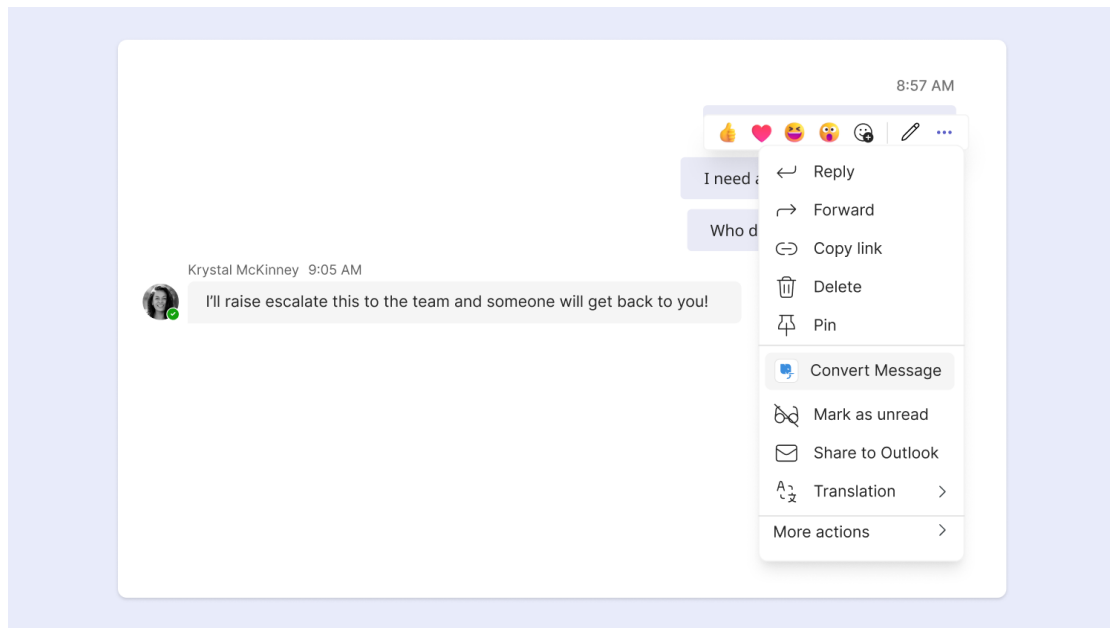 8:57 AM
I need
Who d
Reply
Forward
Copy link
Krystal McKinney 9:05 AM
I'll raise escalate this to the team and someone will get back to you!
Delete
Pin
Convert Message
Mark as unread
Share to Outlook
Translation
More actions